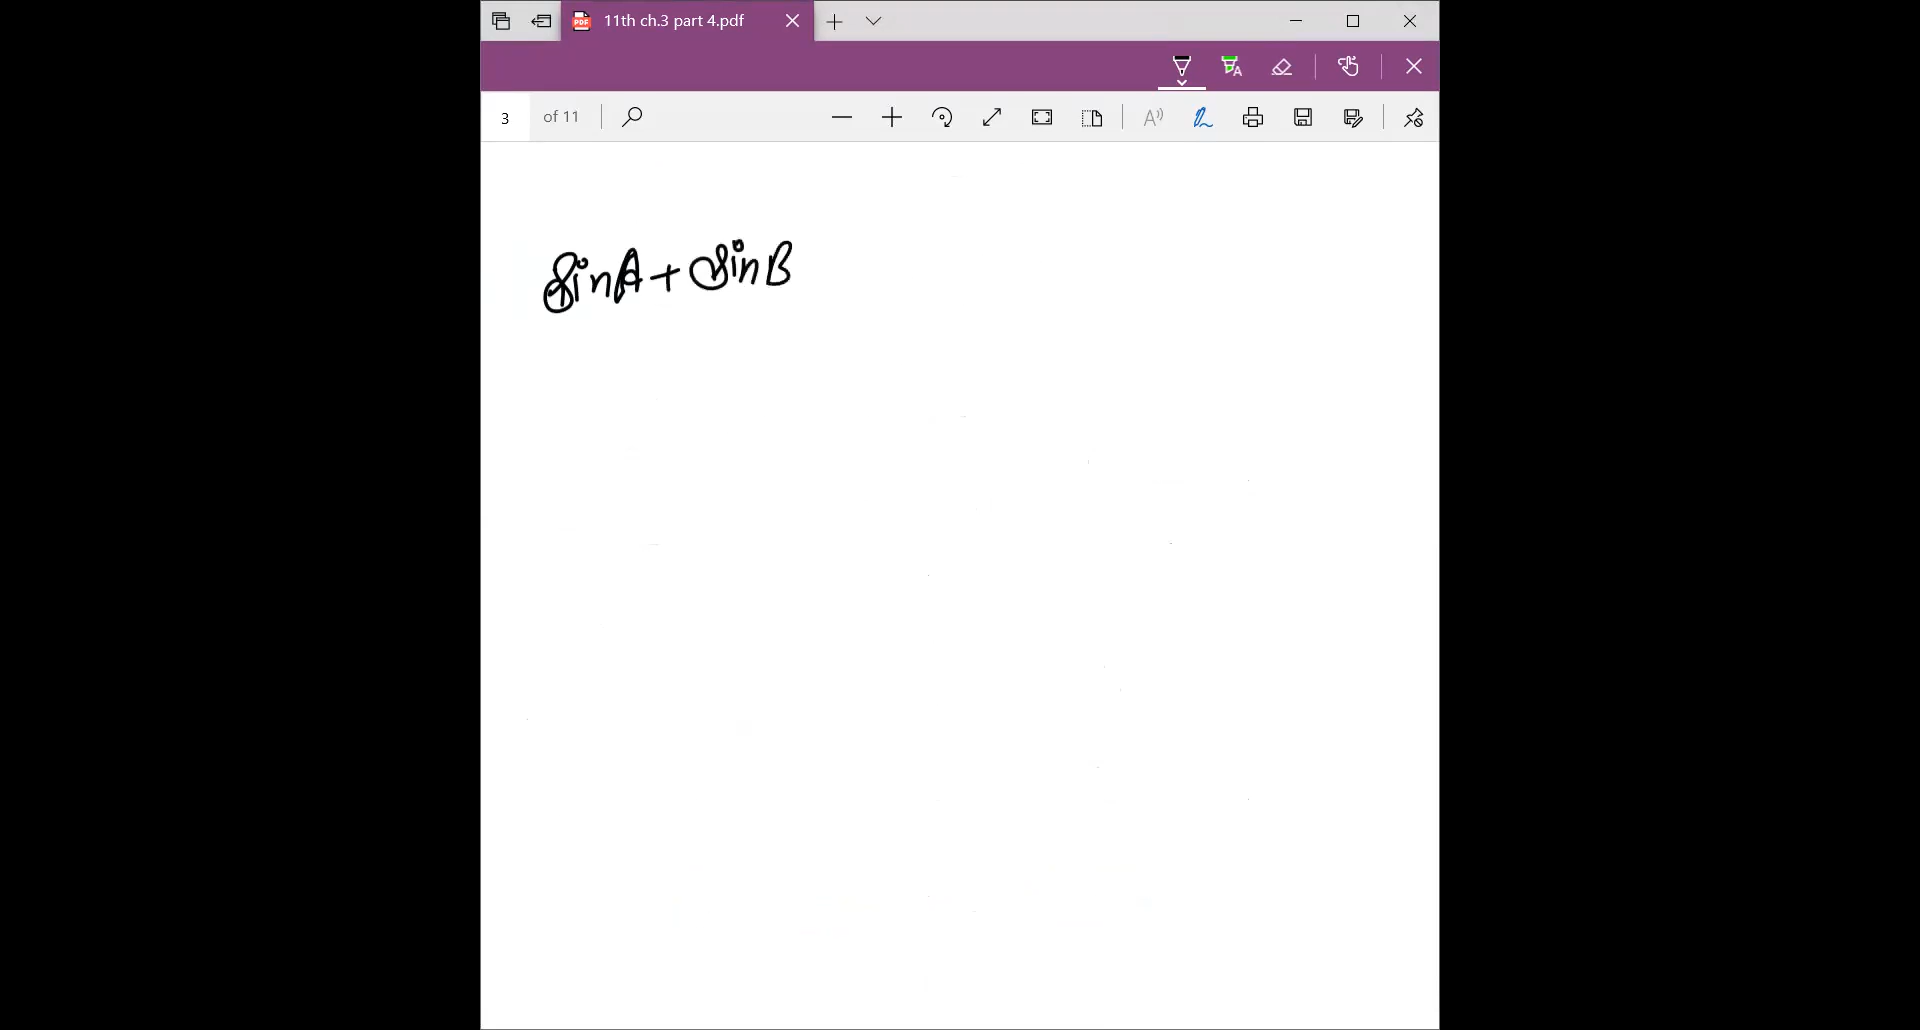 11th ch.3 part 4.pdf
3 of 11
sinA + sinB